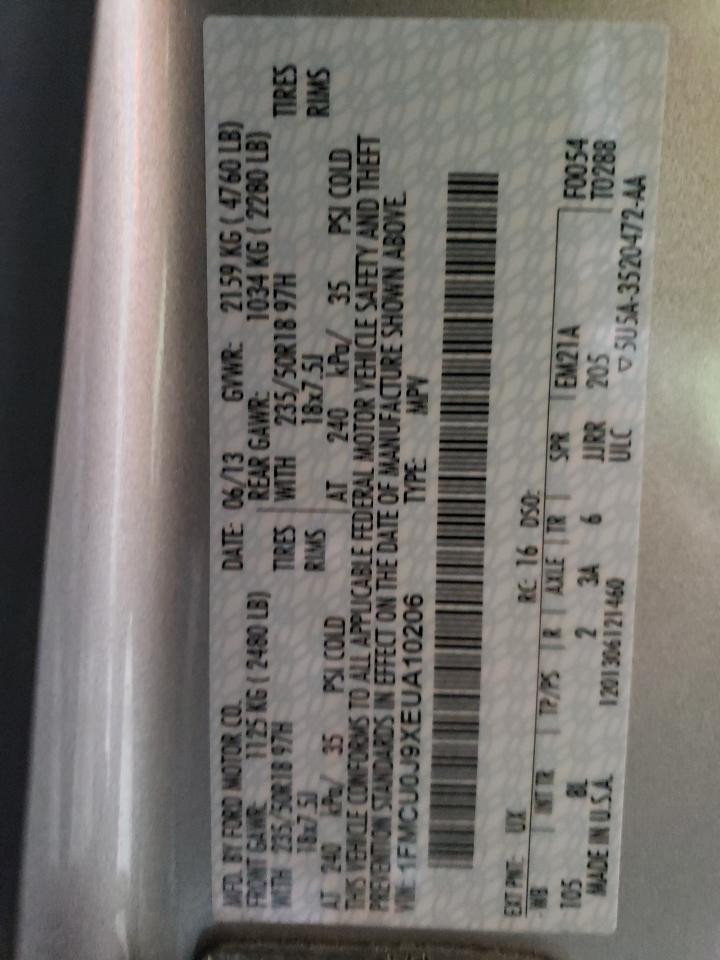 MFD. BY FORD MOTOR CO. DATE: 06/13 GVWR: 2159 KG ( 4760 LB)
FRONT GAWR: 1125 KG ( 2480 LB) REAR GAWR: 1034 KG ( 2280 LB)
WITH 235/50R18 97H TIRES WITH 235/50R18 97H TIRES
18x7.5J RIMS 18x7.5J RIMS
AT 240 kPa/ 35 PSI COLD AT 240 kPa/ 35 PSI COLD
THIS VEHICLE CONFORMS TO ALL APPLICABLE FEDERAL MOTOR VEHICLE SAFETY AND THEFT
PREVENTION STANDARDS IN EFFECT ON THE DATE OF MANUFACTURE SHOWN ABOVE.
VIN: 1FMCU0J9XEUA10206 TYPE: MPV
EXT PNT: UX RC: 16 DSO:
WB INT TR TP/PS R AXLE TR SPR EM21A F0054
105 8L 2 3A 6 JJRR 205 T0288
MADE IN U.S.A. 1201306121460 ULC ▽5U5A-3520472-AA